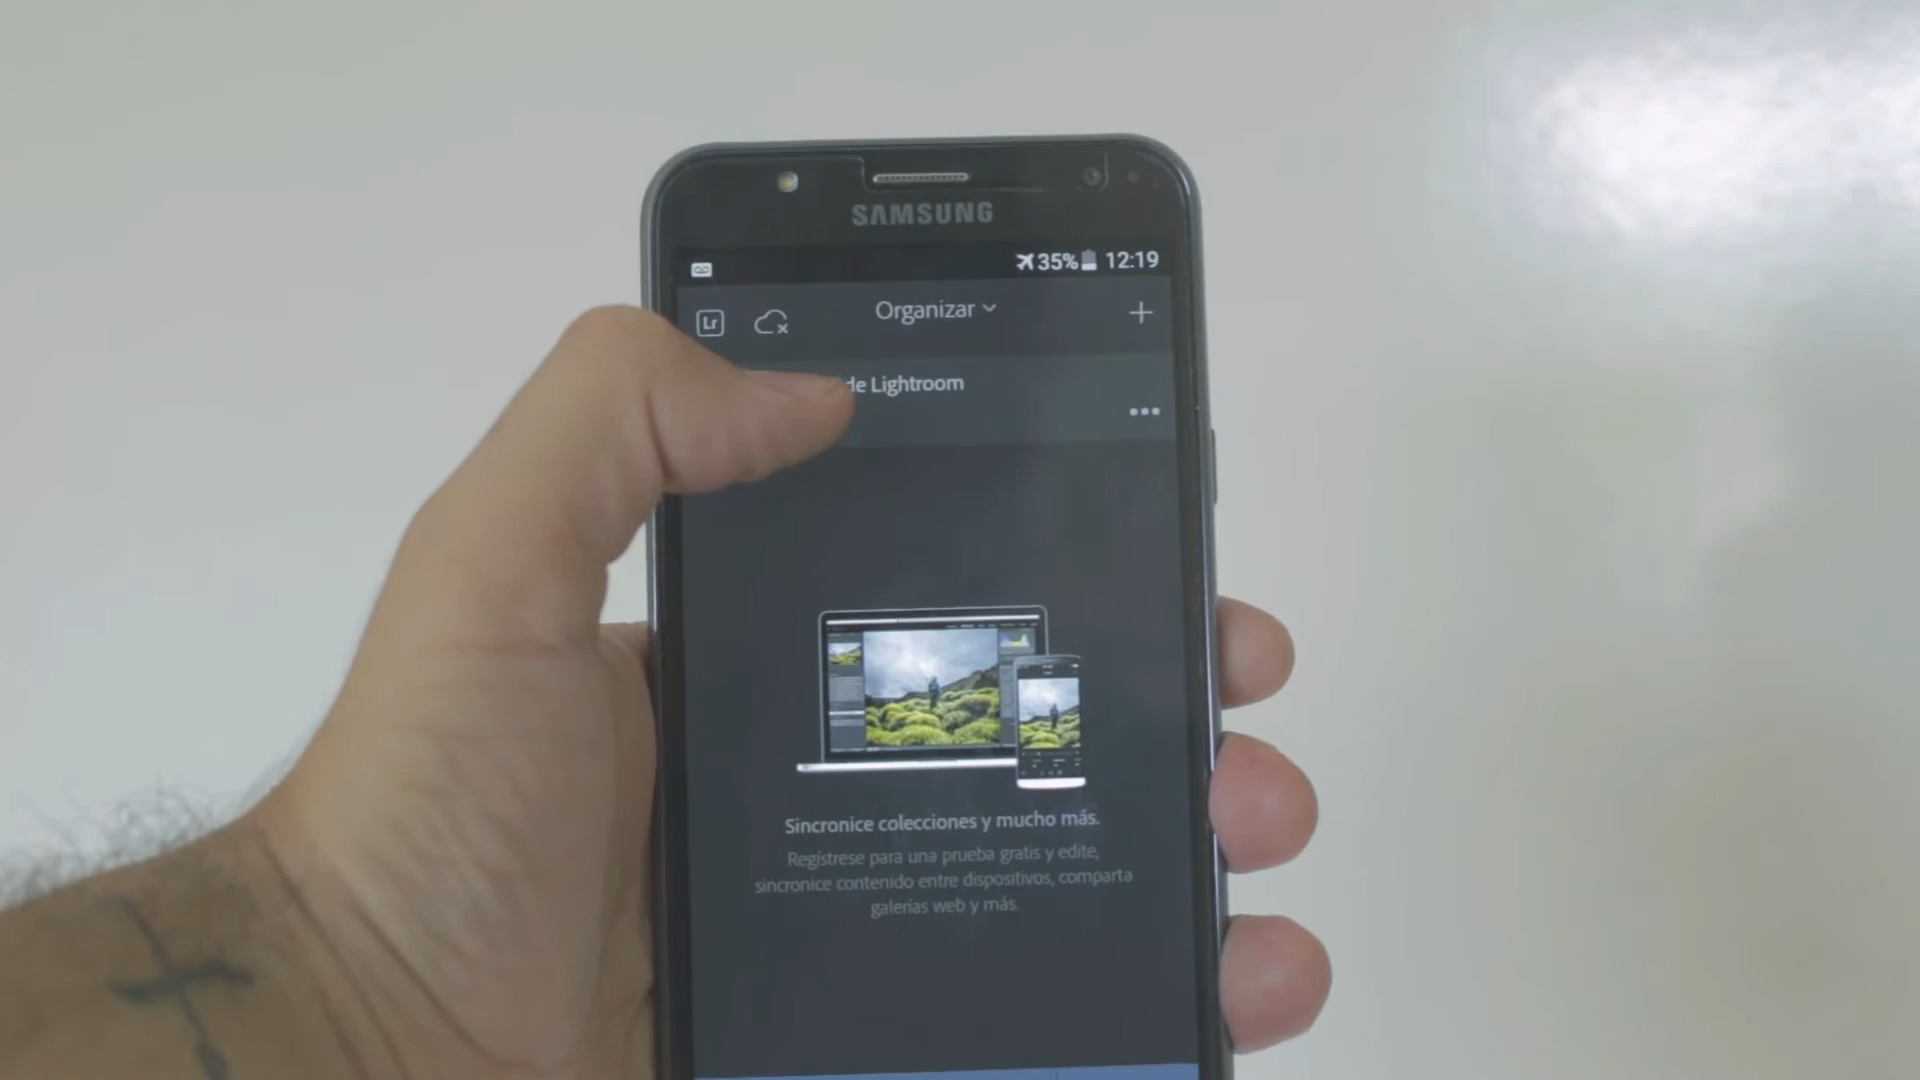 SAMSUNG
35% 12:19
Lr Organizar
de Lightroom
Sincronice colecciones y mucho más.
Regístrese para una prueba gratis y edite,
sincronice contenido entre dispositivos, comparta
galerías web y más.